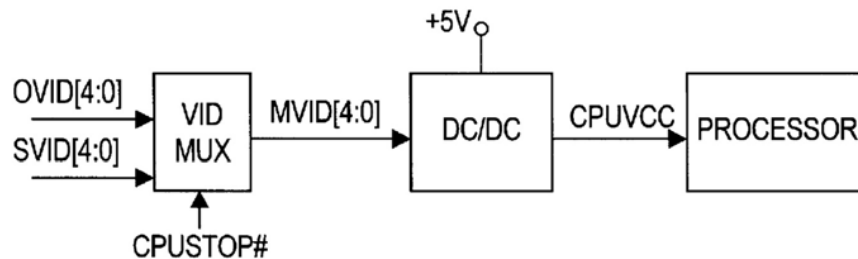 +5V
OVID[4:0]
SVID[4:0]
VID
MUX
MVID[4:0]
DC/DC
CPUVCC
PROCESSOR
CPUSTOP#